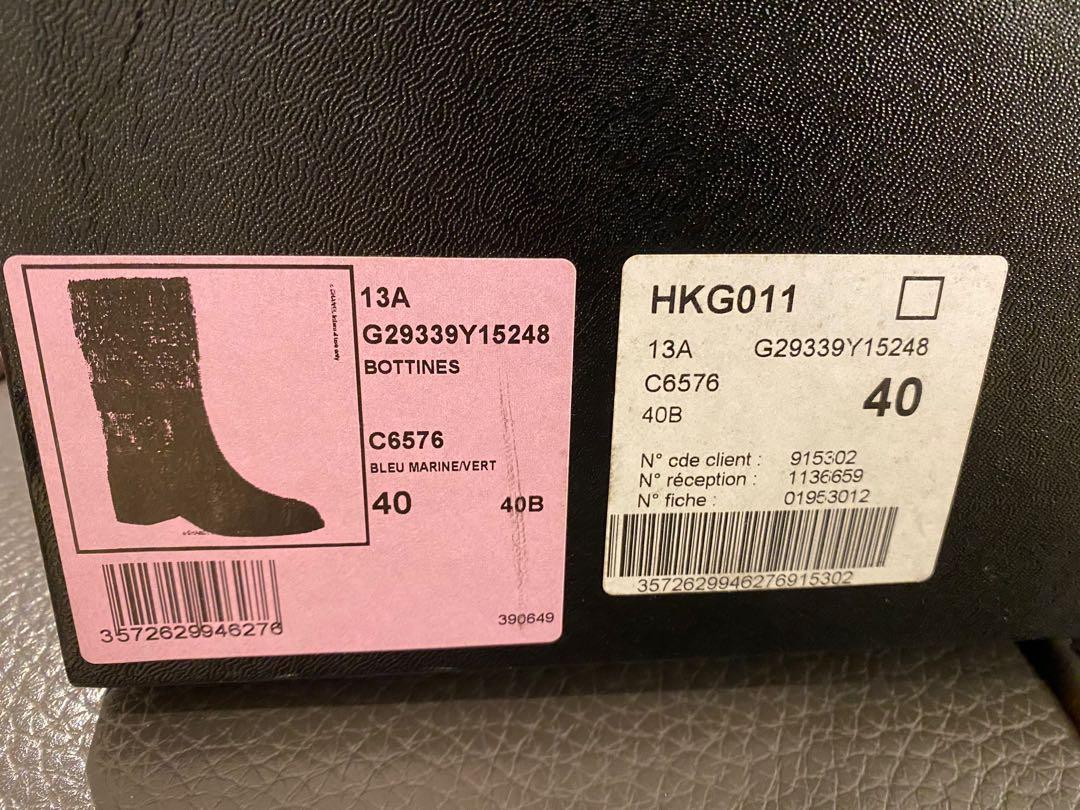 13A
G29339Y15248
BOTTINES
C6576
BLEU MARINE/VERT
40 40B
3572629946276
390649
HKG011
13A G29339Y15248
C6576
40B 40
N° cde client : 915302
N° réception : 1136659
N° fiche : 01953012
3572629946276915302